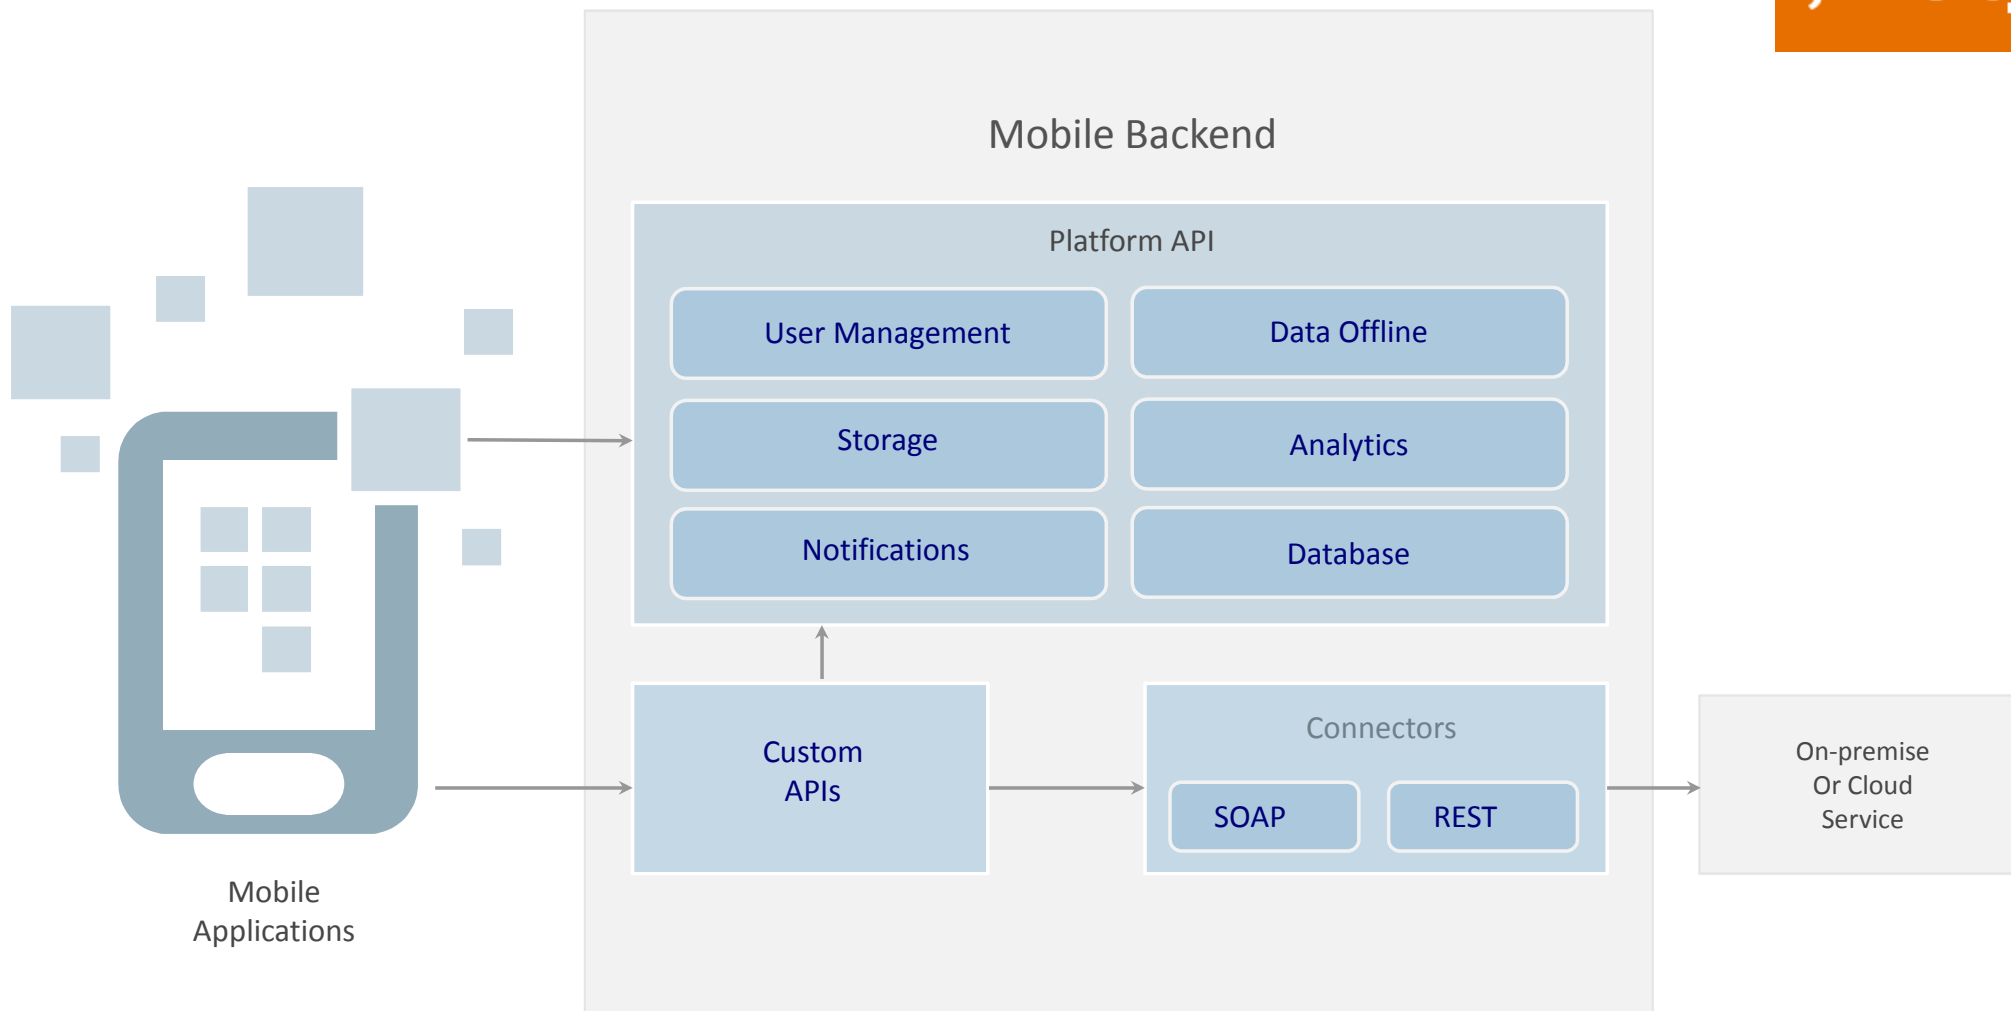 Mobile Backend
Platform API
User Management
Data Offline
Storage
Analytics
Notifications
Database
Custom
APIs
Connectors
SOAP
REST
On-premise
Or Cloud
Service
Mobile
Applications